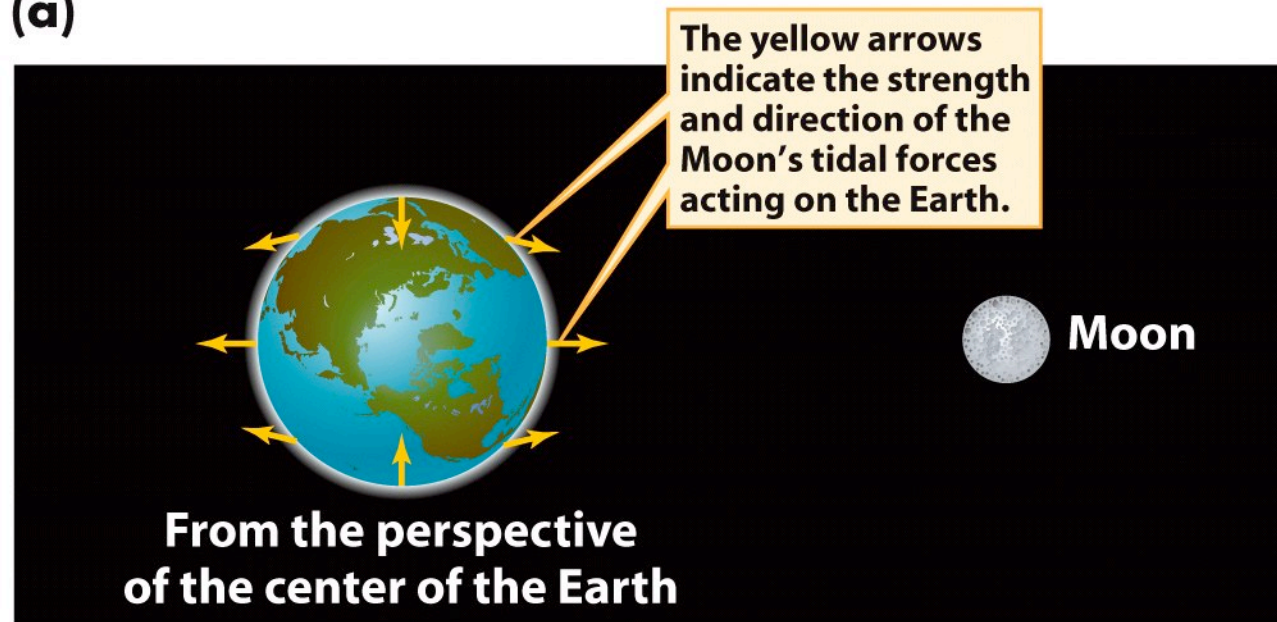 (a)
The yellow arrows
indicate the strength
and direction of the
Moon's tidal forces
acting on the Earth.
Moon
From the perspective
of the center of the Earth